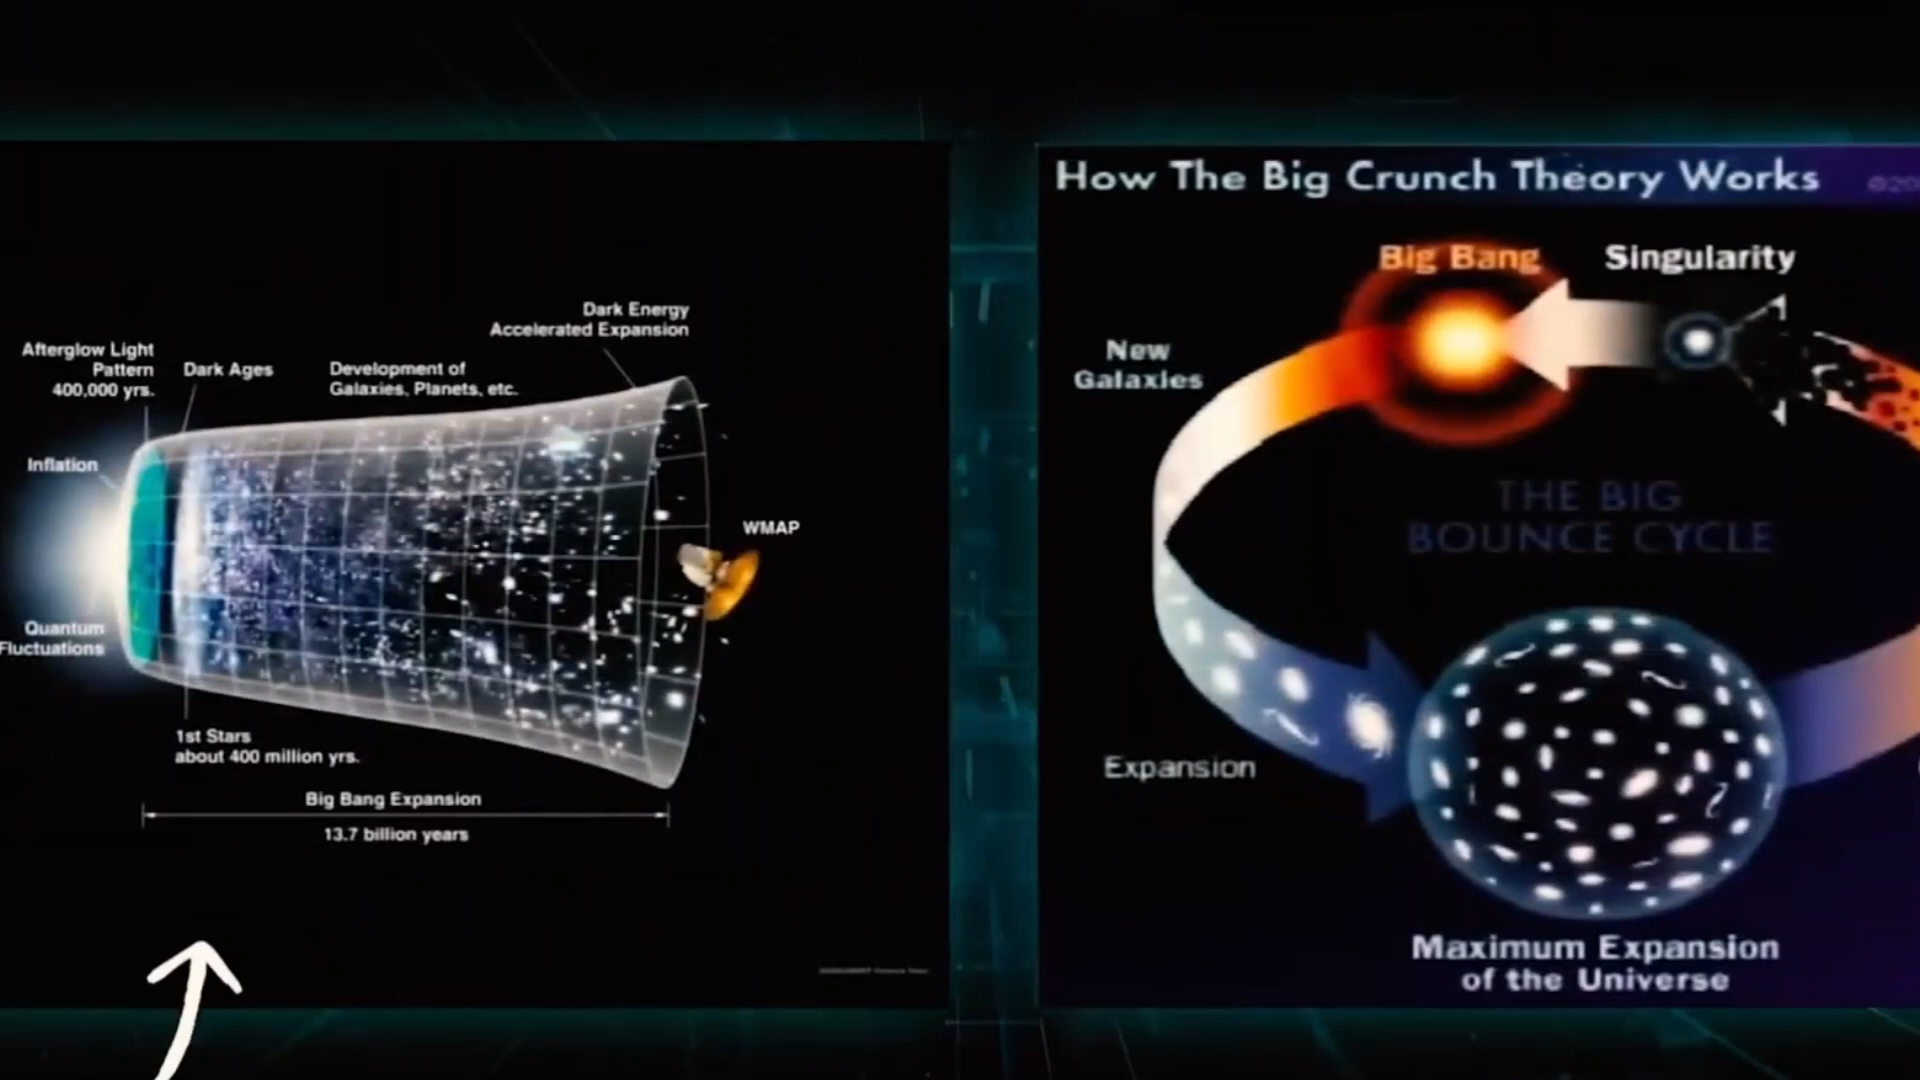 Dark Energy
Accelerated Expansion
Afterglow Light
Pattern
400,000 yrs.
Dark Ages
Development of
Galaxies, Planets, etc.
Inflation
WMAP
Quantum
Fluctuations
1st Stars
about 400 million yrs.
Big Bang Expansion
13.7 billion years
How The Big Crunch Theory Works
Big Bang
Singularity
New
Galaxies
THE BIG
BOUNCE CYCLE
Expansion
Maximum Expansion
of the Universe